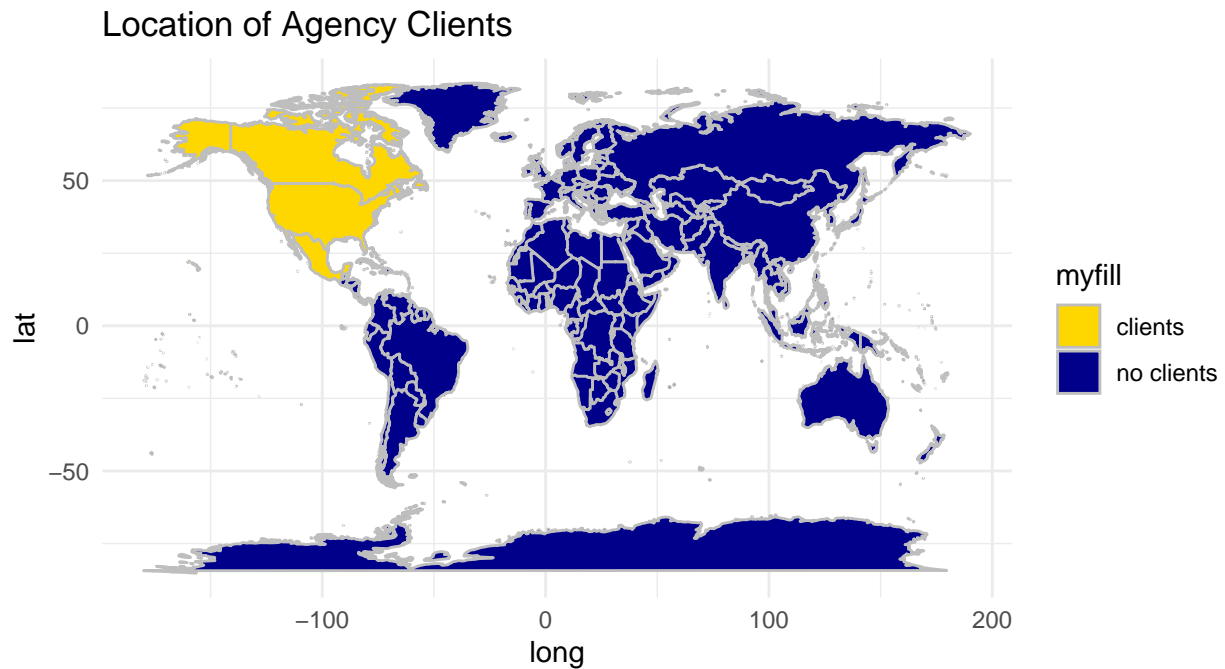 Location of Agency Clients
50
0
−50
lat
−100
0
100
200
long
myfill
clients
no clients